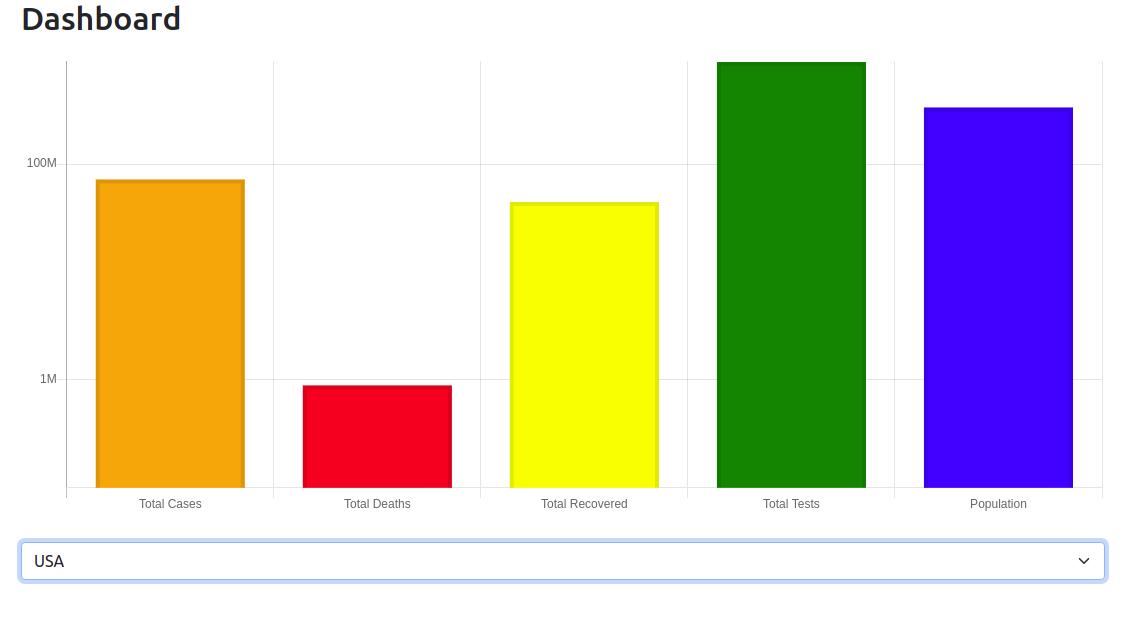 Dashboard
100M
1M
Total Cases
Total Deaths
Total Recovered
Total Tests
Population
USA